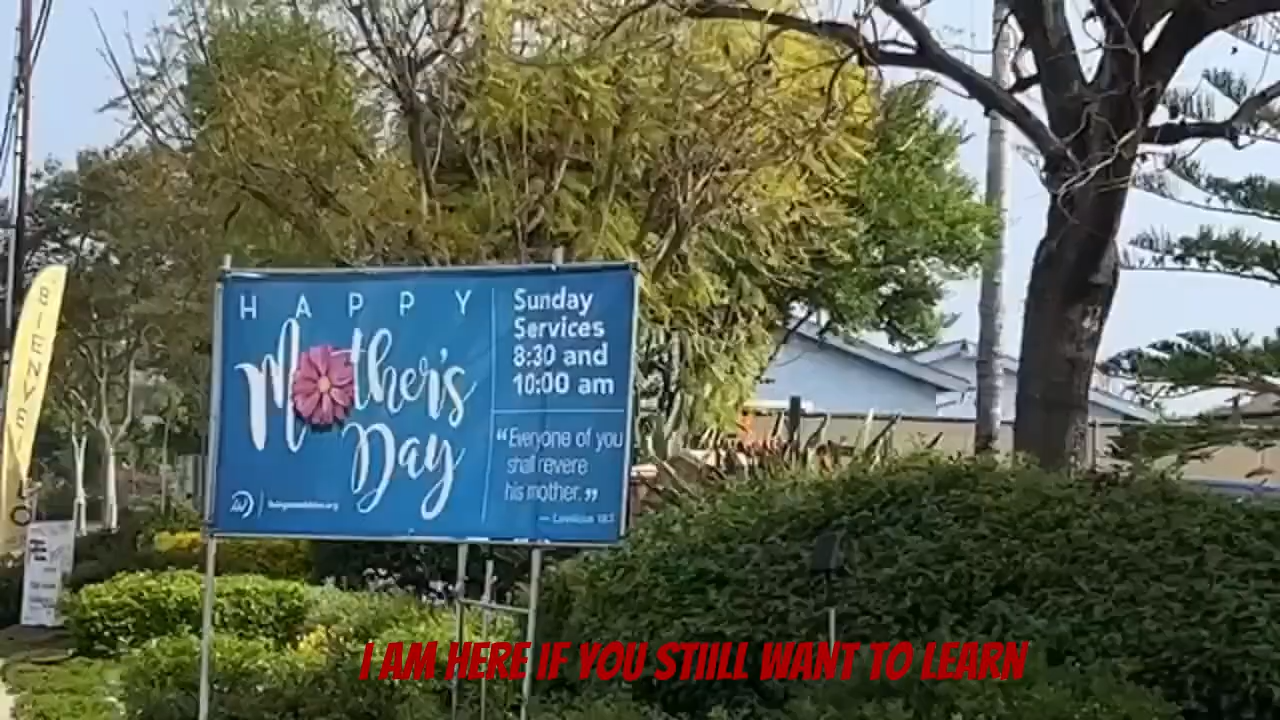 BIENVE
HAPPY
Mother's
Day
Sunday
Services
8:30 and
10:00 am
“Everyone of you
shall revere
his mother.”
I AM HERE IF YOU STIILL WANT TO LEARN